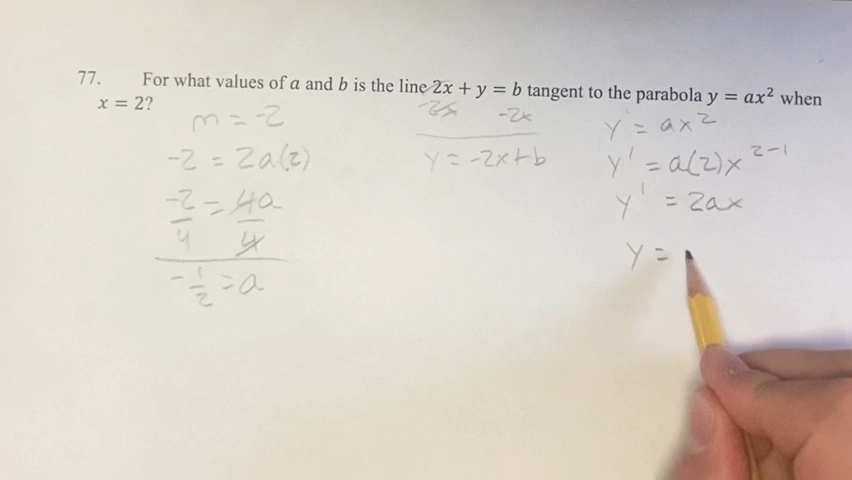 77. For what values of a and b is the line 2x + y = b tangent to the parabola y = ax² when
x = 2?
m = -2
-2 = 2a(2)
-2 = 4a
4 4
-1/2 = a
-2x -2x
y = -2x+b
y = ax²
y' = a(2)x²⁻¹
y' = 2ax
y =